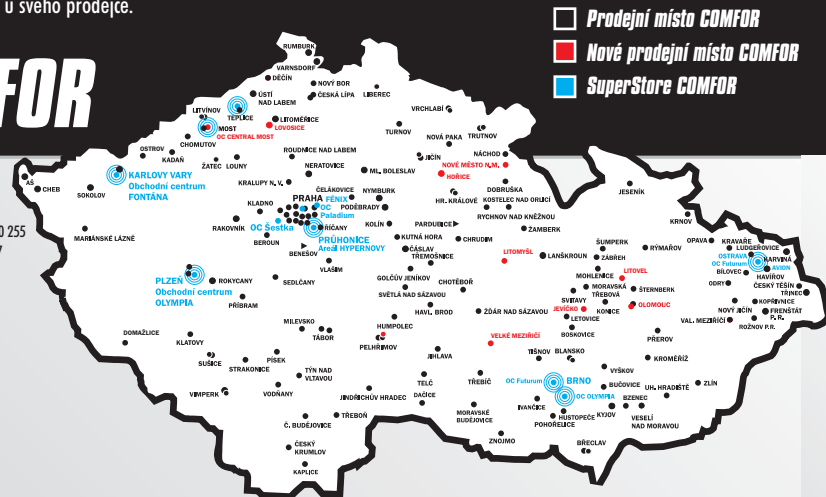 u svého prodejce.
FOR
Prodejní místo COMFOR
Nové prodejní místo COMFOR
SuperStore COMFOR
RUMBURK
VARNSDORF
DĚČÍN
NOVÝ BOR
ČESKÁ LÍPA
LIBEREC
ÚSTÍ
NAD LABEM
LITVÍNOV
TEPLICE
LITOMĚŘICE
LOVOSICE
MOST
OC CENTRAL MOST
CHOMUTOV
OSTROV
KADAŇ
ŽATEC
LOUNY
ROUDNICE NAD LABEM
VRCHLABÍ
TURNOV
TRUTNOV
NOVÁ PAKA
JIČÍN
NÁCHOD
NOVÉ MĚSTO N.M.
HOŘICE
AŠ
CHEB
SOKOLOV
KARLOVY VARY
Obchodní centrum
FONTÁNA
NERATOVICE
ML. BOLESLAV
KRALUPY N. V.
ČELÁKOVICE
NYMBURK
DOBRUŠKA
HR. KRÁLOVÉ
KOSTELEC NAD ORLICÍ
RYCHNOV NAD KNĚŽNOU
JESENÍK
KLADNO
PRAHA
FÉNIX
OC
Paladium
PODĚBRADY
RAKOVNÍK
OC Šestka
ŘÍČANY
KOLÍN
PARDUBICE
ŽAMBERK
KRNOV
MARIÁNSKÉ LÁZNĚ
BEROUN
PRŮHONICE
Areál HYPERNOVY
BENEŠOV
KUTNÁ HORA
CHRUDIM
ČÁSLAV
TŘEMOŠNICE
LITOMYŠL
LANŠKROUN
ŠUMPERK
ZÁBŘEH
RÝMAŘOV
OPAVA
KRAVAŘE
LUDGEŘOVICE
OSTRAVA
OC Futurum
KARVINÁ
0 255
7
VLAŠIM
GOLČŮV JENÍKOV
CHOTĚBOŘ
MOHLENICE
LITOVEL
BÍLOVEC
AVION
HAVÍŘOV
PLZEŇ
Obchodní centrum
OLYMPIA
ROKYCANY
SEDLČANY
SVĚTLÁ NAD SÁZAVOU
MORAVSKÁ
TŘEBOVÁ
ŠTERNBERK
ODRY
ČESKÝ TĚŠÍN
TŘINEC
PŘÍBRAM
HAVL. BROD
ŽĎÁR NAD SÁZAVOU
SVITAVY
JEVÍČKO
KONICE
OLOMOUC
NOVÝ JIČÍN
KOPŘIVNICE
FRENŠTÁT
P. R.
VAL. MEZIŘÍČÍ
ROŽNOV P.R.
LETOVICE
BOSKOVICE
DOMAŽLICE
KLATOVY
MILEVSKO
TÁBOR
HUMPOLEC
PELHŘIMOV
VELKÉ MEZIŘÍČÍ
PŘEROV
SUŠICE
STRAKONICE
PÍSEK
JIHLAVA
TIŠNOV
BLANSKO
KROMĚŘÍŽ
VIMPERK
VODŇANY
TÝN NAD
VLTAVOU
TELČ
TŘEBÍČ
OC Futurum
BRNO
VYŠKOV
BUČOVICE
UH. HRADIŠTĚ
ZLÍN
JINDŘICHŮV HRADEC
DAČICE
OC OLYMPIA
BZENEC
Č. BUDĚJOVICE
TŘEBOŇ
MORAVSKÉ
BUDĚJOVICE
IVANČICE
HUSTOPEČE
POHOŘELICE
KYJOV
VESELÍ
NAD MORAVOU
ČESKÝ
KRUMLOV
KAPLICE
ZNOJMO
BŘECLAV